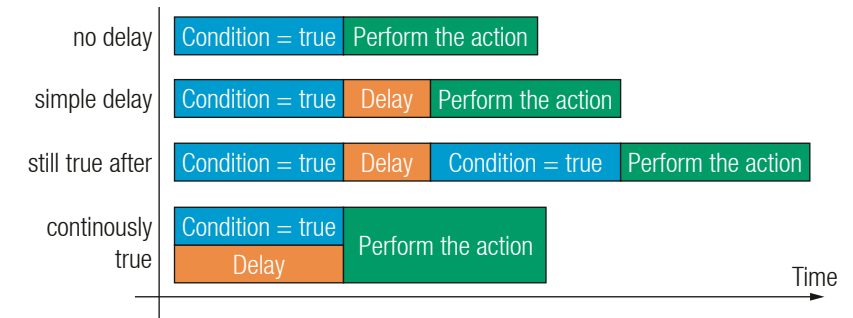 no delay Condition = true Perform the action
simple delay Condition = true Delay Perform the action
still true after Condition = true Delay Condition = true Perform the action
continously
true
Condition = true
Delay
Perform the action
Time